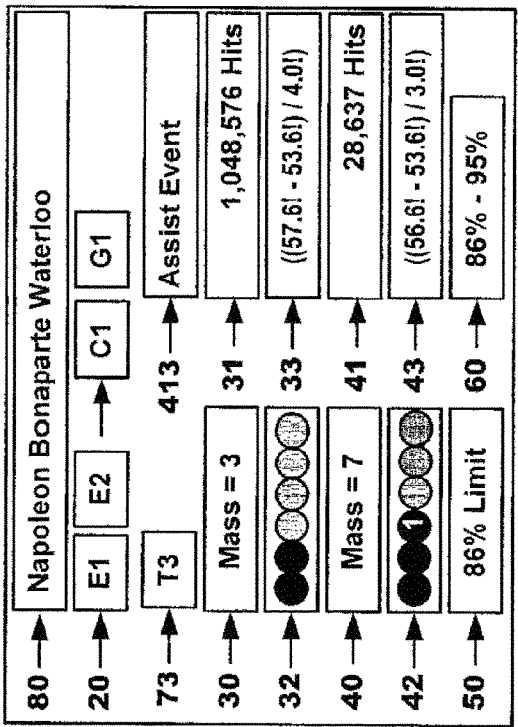 80 Napoleon Bonaparte Waterloo
20 E1 E2 C1 G1
73 T3 413 Assist Event
30 Mass = 3 31 1,048,576 Hits
32 33 ((57.6! - 53.6!) / 4.0!)
40 Mass = 7 41 28,637 Hits
42 1 43 ((56.6! - 53.6!) / 3.0!)
50 86% Limit 60 86% - 95%